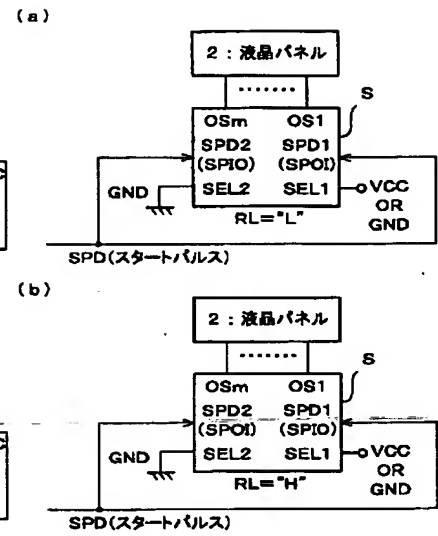 (a)
2 : 液晶パネル
S
OSm OS1
SPD2 SPD1
(SPIO) (SPOI)
GND SEL2 SEL1 VCC
OR
GND
RL="L"
SPD(スタートパルス)
(b)
2 : 液晶パネル
S
OSm OS1
SPD2 SPD1
(SPOI) (SPIO)
GND SEL2 SEL1 VCC
OR
GND
RL="H"
SPD(スタートパルス)